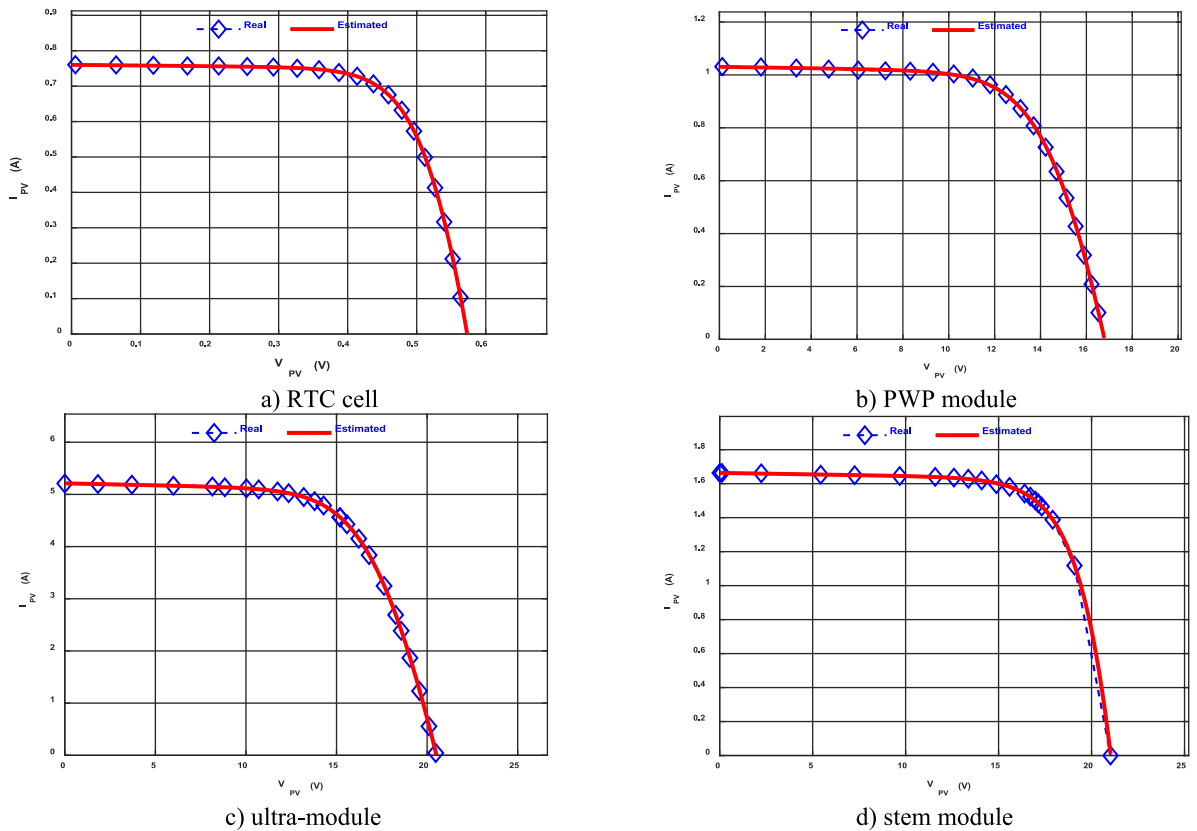 Real Estimated
0.9
0.8
0.7
0.6
0.5
0.4
0.3
0.2
0.1
0
I PV (A)
0.1 0.2 0.3 0.4 0.5 0.6
V PV (V)
a) RTC cell
Real Estimated
1.2
1
0.8
0.6
0.4
0.2
0
I PV (A)
0 2 4 6 8 10 12 14 16 18 20
V PV (V)
b) PWP module
Real Estimated
6
5
4
3
2
1
0
I PV (A)
0 5 10 15 20 25
V PV (V)
c) ultra-module
Real Estimated
1.8
1.6
1.4
1.2
1
0.8
0.6
0.4
0.2
0
I PV (A)
0 5 10 15 20 25
V PV (V)
d) stem module